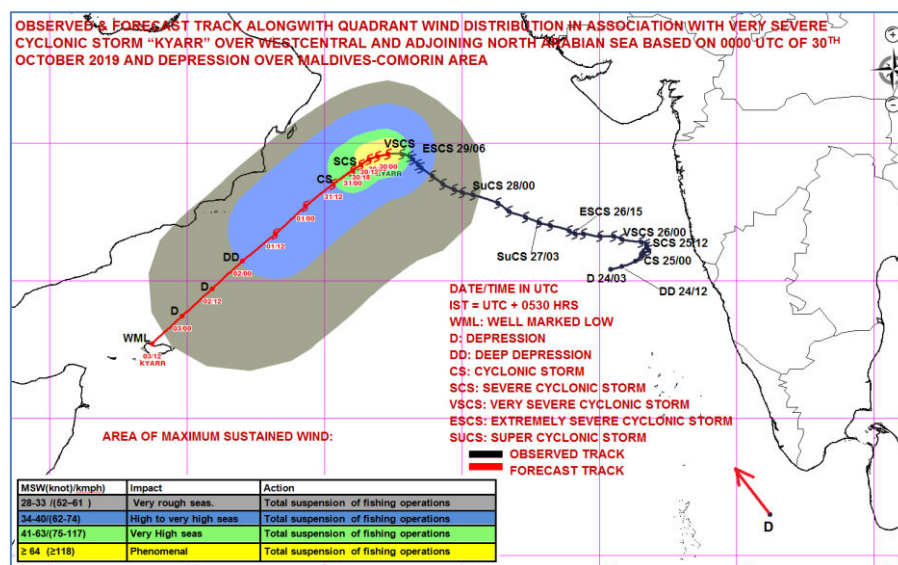 OBSERVED & FORECAST TRACK ALONGWITH QUADRANT WIND DISTRIBUTION IN ASSOCIATION WITH VERY SEVERE
CYCLONIC STORM “KYARR” OVER WESTCENTRAL AND ADJOINING NORTH ARABIAN SEA BASED ON 0000 UTC OF 30TH
OCTOBER 2019 AND DEPRESSION OVER MALDIVES-COMORIN AREA
VSCS
ESCS 29/06
SCS
30/00
30/12
KYARR
30/18
31/00
CS
31/12
SuCS 28/00
01/00
ESCS 26/15
01/12
VSCS 26/00
SCS 25/12
SuCS 27/03
CS 25/00
DD
02/00
D 24/03
DD 24/12
D
02/12
D
03/00
WML
03/12
KYARR
DATE/TIME IN UTC
IST = UTC + 0530 HRS
WML: WELL MARKED LOW
D: DEPRESSION
DD: DEEP DEPRESSION
CS: CYCLONIC STORM
SCS: SEVERE CYCLONIC STORM
VSCS: VERY SEVERE CYCLONIC STORM
ESCS: EXTREMELY SEVERE CYCLONIC STORM
SUCS: SUPER CYCLONIC STORM
OBSERVED TRACK
FORECAST TRACK
AREA OF MAXIMUM SUSTAINED WIND:
MSW(knot)/kmph) Impact Action
28-33 /(52–61 ) Very rough seas. Total suspension of fishing operations
34-40/(62-74) High to very high seas Total suspension of fishing operations
41-63/(75-117) Very High seas Total suspension of fishing operations
≥ 64 (≥118) Phenomenal Total suspension of fishing operations
D